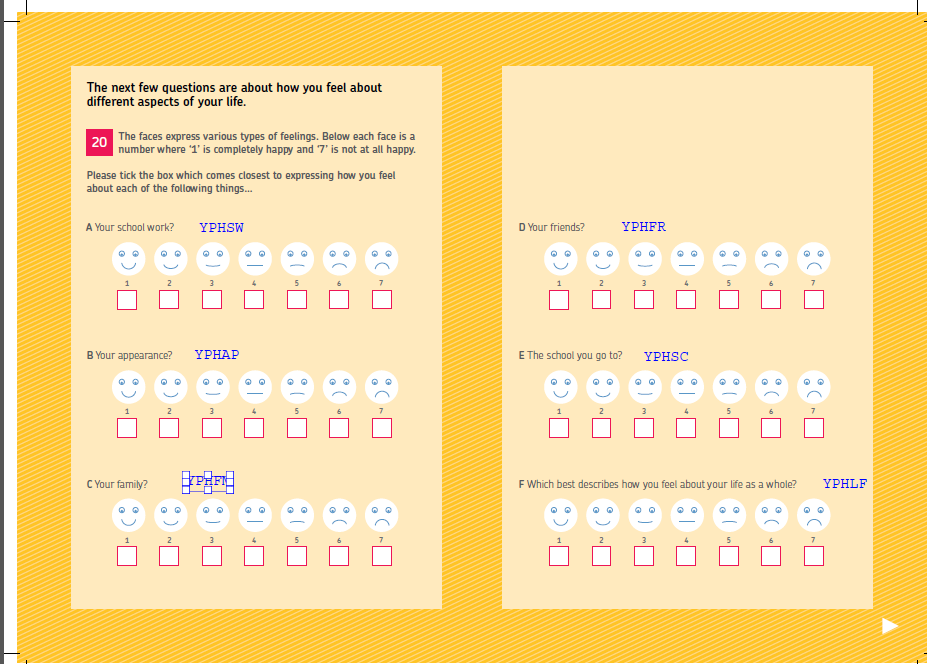 The next few questions are about how you feel about
different aspects of your life.
20
The faces express various types of feelings. Below each face is a
number where ‘1’ is completely happy and ‘7’ is not at all happy.
Please tick the box which comes closest to expressing how you feel
about each of the following things...
A Your school work? YPHSW
1 2 3 4 5 6 7
B Your appearance? YPHAP
1 2 3 4 5 6 7
C Your family? YPHFM
1 2 3 4 5 6 7
D Your friends? YPHFR
1 2 3 4 5 6 7
E The school you go to? YPHSC
1 2 3 4 5 6 7
F Which best describes how you feel about your life as a whole? YPHLF
1 2 3 4 5 6 7